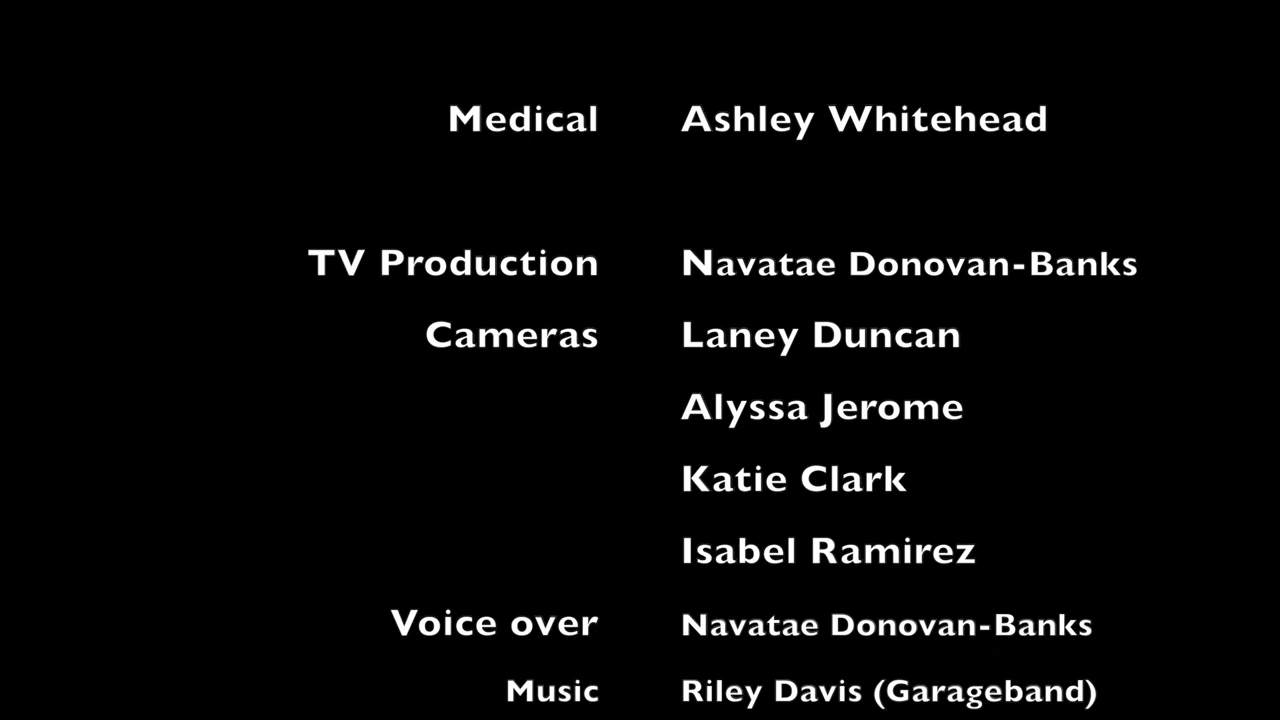 Medical Ashley Whitehead
TV Production Navatae Donovan-Banks
Cameras Laney Duncan
Alyssa Jerome
Katie Clark
Isabel Ramirez
Voice over Navatae Donovan-Banks
Music Riley Davis (Garageband)